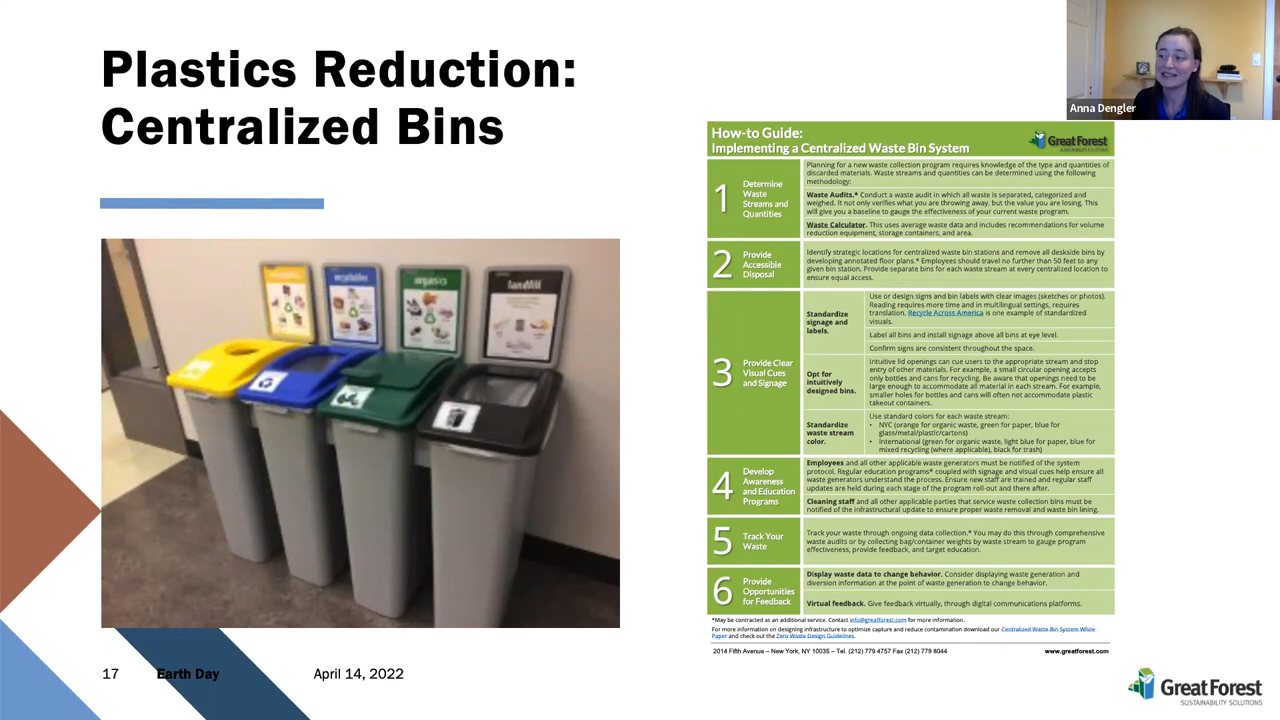 Plastics Reduction:
Centralized Bins
Anna Dengler
recyclables
organics
landfill
How-to Guide:
Implementing a Centralized Waste Bin System
GreatForest
SUSTAINABILITY SOLUTIONS
1
Determine
Waste
Streams and
Quantities
Planning for a new waste collection program requires knowledge of the type and quantities of
discarded materials. Waste streams and quantities can be determined using the following
methodology:
Waste Audits.* Conduct a waste audit in which all waste is separated, categorized and
weighed. It not only verifies what you are throwing away, but the value you are losing. This
will give you a baseline to gauge the effectiveness of your current waste program.
Waste Calculator. This uses average waste data and includes recommendations for volume
reduction equipment, storage containers, and area.
2
Provide
Accessible
Disposal
Identify strategic locations for centralized waste bin stations and remove all deskside bins by
developing annotated floor plans.* Employees should travel no further than 50 feet to any
given bin station. Provide separate bins for each waste stream at every centralized location to
ensure equal access.
3
Provide Clear
Visual Cues
and Signage
Standardize
signage and
labels.
Use or design signs and bin labels with clear images (sketches or photos).
Reading requires more time and in multilingual settings, requires
translation. Recycle Across America is one example of standardized
visuals.
Label all bins and install signage above all bins at eye level.
Confirm signs are consistent throughout the space.
Opt for
intuitively
designed bins.
Intuitive lid openings can cue users to the appropriate stream and stop
entry of other materials. For example, a small circular opening accepts
only bottles and cans for recycling. Be aware that openings need to be
large enough to accommodate all material in each stream. For example,
smaller holes for bottles and cans will often not accommodate plastic
takeout containers.
Standardize
waste stream
color.
Use standard colors for each waste stream:
• NYC (orange for organic waste, green for paper, blue for
glass/metal/plastic/cartons)
• International (green for organic waste, light blue for paper, blue for
mixed recycling (where applicable), black for trash)
4
Develop
Awareness
and Education
Programs
Employees and all other applicable waste generators must be notified of the system
protocol. Regular education programs* coupled with signage and visual cues help ensure all
waste generators understand the process. Ensure new staff are trained and regular staff
updates are held during each stage of the program roll-out and there after.
Cleaning staff and all other applicable parties that service waste collection bins must be
notified of the infrastructural update to ensure proper waste removal and waste bin lining.
5
Track Your
Waste
Track your waste through ongoing data collection.* You may do this through comprehensive
waste audits or by collecting bag/container weights by waste stream to gauge program
effectiveness, provide feedback, and target education.
6
Provide
Opportunities
for Feedback
Display waste data to change behavior. Consider displaying waste generation and
diversion information at the point of waste generation to change behavior.
Virtual feedback. Give feedback virtually, through digital communications platforms.
*May be contracted as an additional service. Contact info@greatforest.com for more information.
For more information on designing infrastructure to optimize capture and reduce contamination download our Centralized Waste Bin System White
Paper and check out the Zero Waste Design Guidelines.
2014 Fifth Avenue – New York, NY 10035 – Tel. (212) 779 4757 Fax (212) 779 8044
www.greatforest.com
17
Earth Day
April 14, 2022
GreatForest
SUSTAINABILITY SOLUTIONS